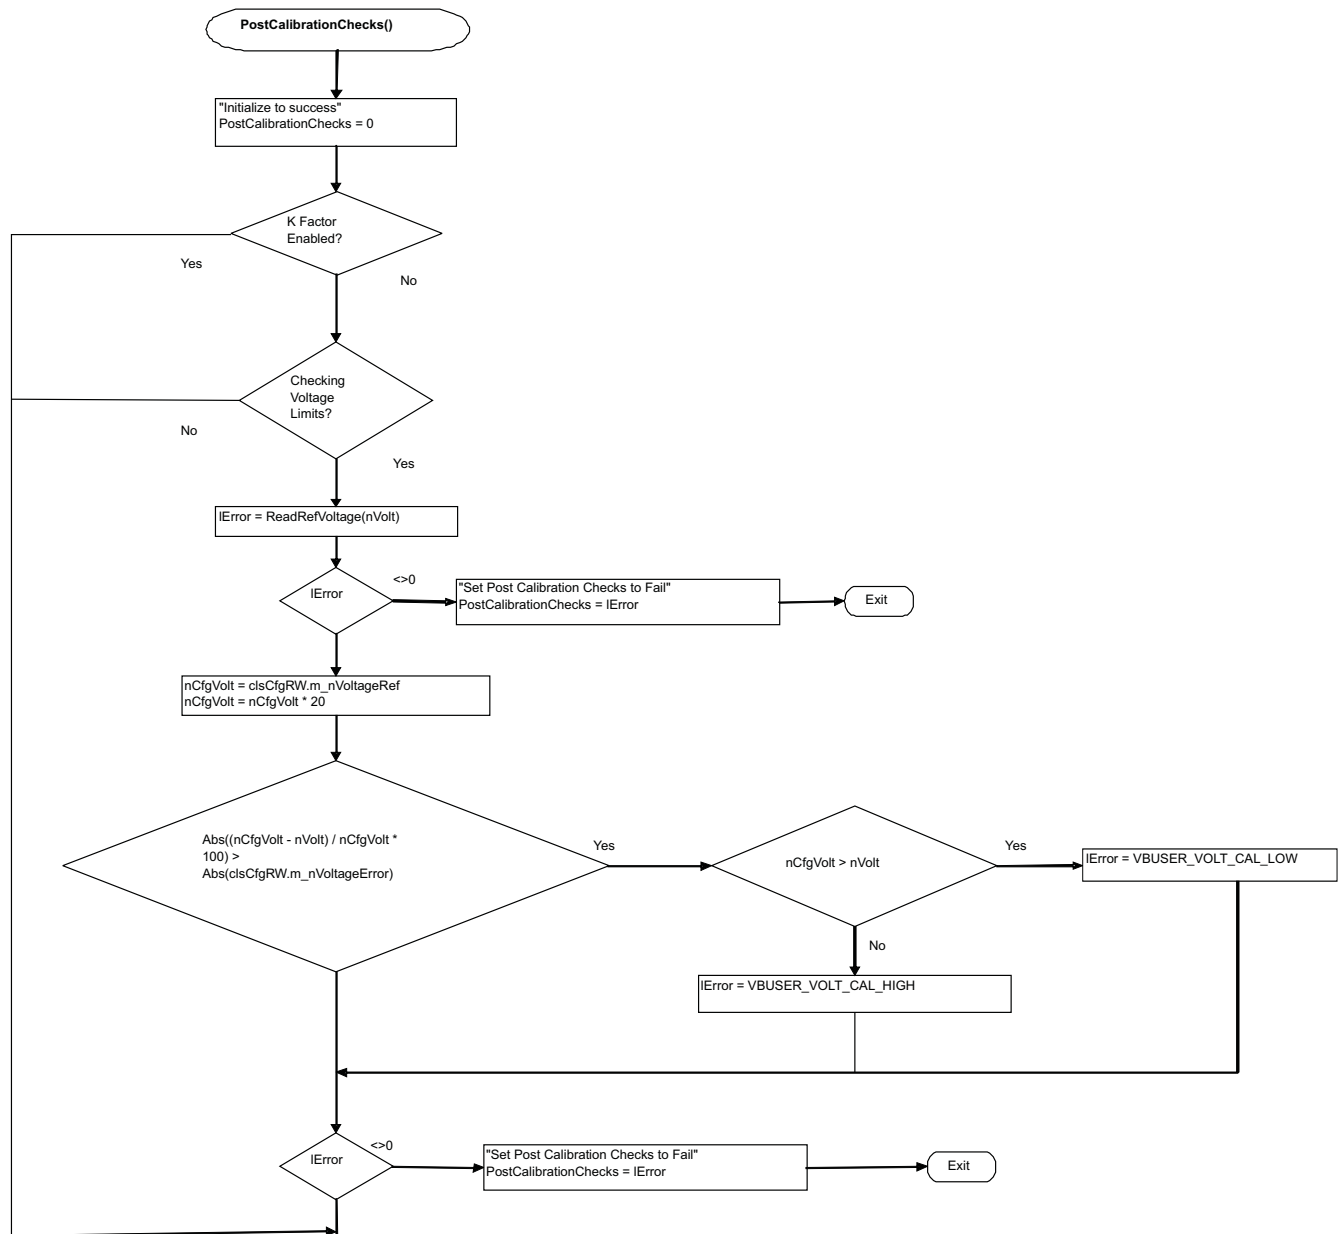 PostCalibrationChecks()
"Initialize to success"
PostCalibrationChecks = 0
K Factor
Enabled?
Yes
No
Checking
Voltage
Limits?
No
Yes
lError = ReadRefVoltage(nVolt)
lError
<>0
"Set Post Calibration Checks to Fail"
PostCalibrationChecks = lError
Exit
nCfgVolt = clsCfgRW.m_nVoltageRef
nCfgVolt = nCfgVolt * 20
Abs((nCfgVolt - nVolt) / nCfgVolt *
100) >
Abs(clsCfgRW.m_nVoltageError)
Yes
nCfgVolt > nVolt
Yes
lError = VBUSER_VOLT_CAL_LOW
No
lError = VBUSER_VOLT_CAL_HIGH
lError
<>0
"Set Post Calibration Checks to Fail"
PostCalibrationChecks = lError
Exit